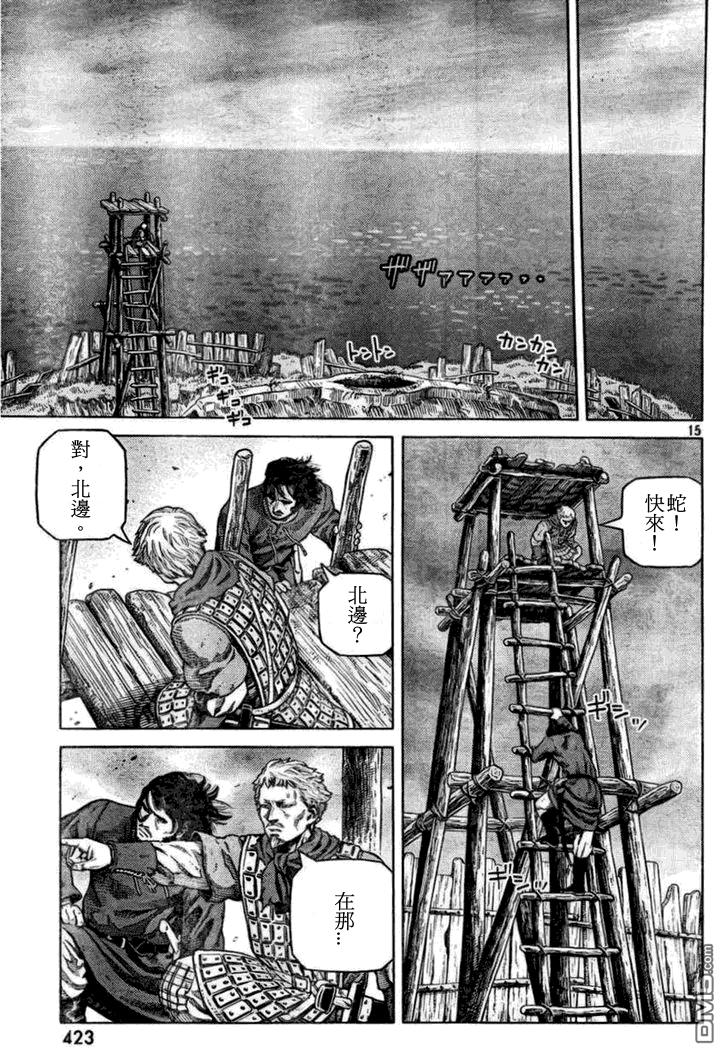 ザザァァァァ・・
カンカンカン
トントン
ギコギコギコ
15
蛇！
快來！
ギシッ
ギシッ
北邊？
對，北邊。
在那…
423
DIVIS.com